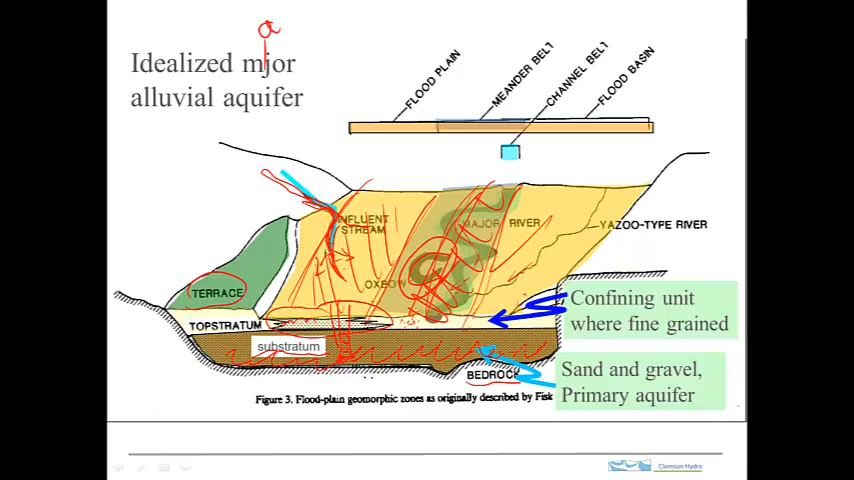 a
Idealized mjor
alluvial aquifer
FLOOD PLAIN
MEANDER BELT
CHANNEL BELT
FLOOD BASIN
INFLUENT
STREAM
MAJOR RIVER
YAZOO-TYPE RIVER
OXBOW
TERRACE
TOPSTRATUM
substratum
BEDROCK
Confining unit
where fine grained
Sand and gravel,
Primary aquifer
Figure 3. Flood-plain geomorphic zones as originally described by Fisk
Clemson Hydro